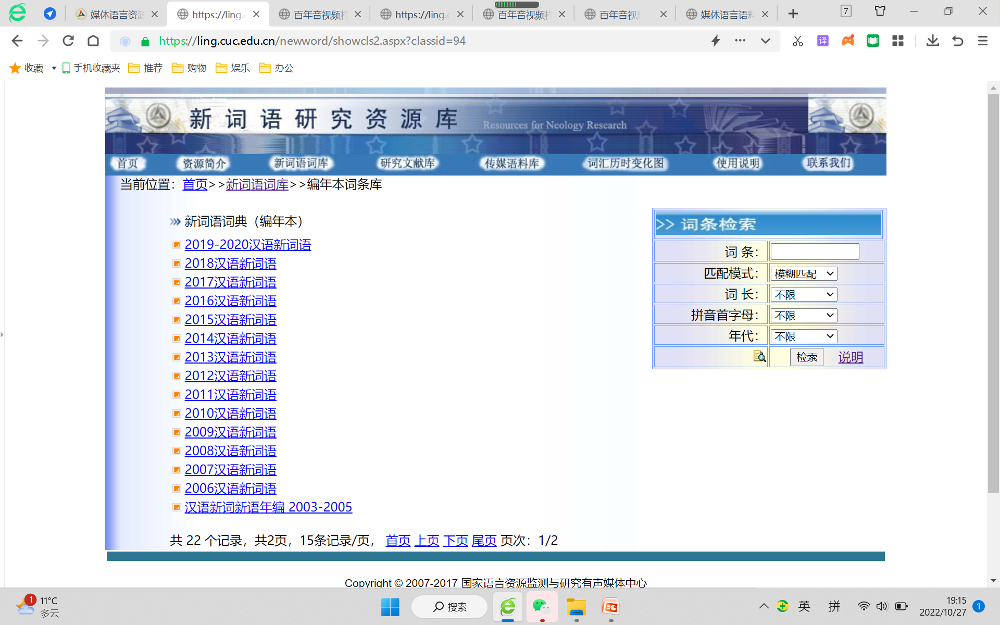 媒体语言资源
https://ling.c
百年音视频样
https://ling.c
百年音视频样
百年音视频
媒体语言语料
7
https://ling.cuc.edu.cn/newword/showcls2.aspx?classid=94
译
收藏 手机收藏夹 推荐 购物 娱乐 办公
新词语研究资源库 Resources for Neology Research
首页 资源简介 新词语词库 研究文献库 传媒语料库 词汇历时变化图 使用说明 联系我们
当前位置：首页>>新词语词库>>编年本词条库
新词语词典（编年本）
2019-2020汉语新词语
2018汉语新词语
2017汉语新词语
2016汉语新词语
2015汉语新词语
2014汉语新词语
2013汉语新词语
2012汉语新词语
2011汉语新词语
2010汉语新词语
2009汉语新词语
2008汉语新词语
2007汉语新词语
2006汉语新词语
汉语新词新语年编 2003-2005
共 22 个记录，共2页，15条记录/页， 首页 上页 下页 尾页 页次：1/2
>> 词条检索
词 条：
匹配模式： 模糊匹配
词 长： 不限
拼音首字母： 不限
年代： 不限
检索 说明
Copyright © 2007-2017 国家语言资源监测与研究有声媒体中心
1
11°C
多云
搜索
英 拼
19:15
2022/10/27
1